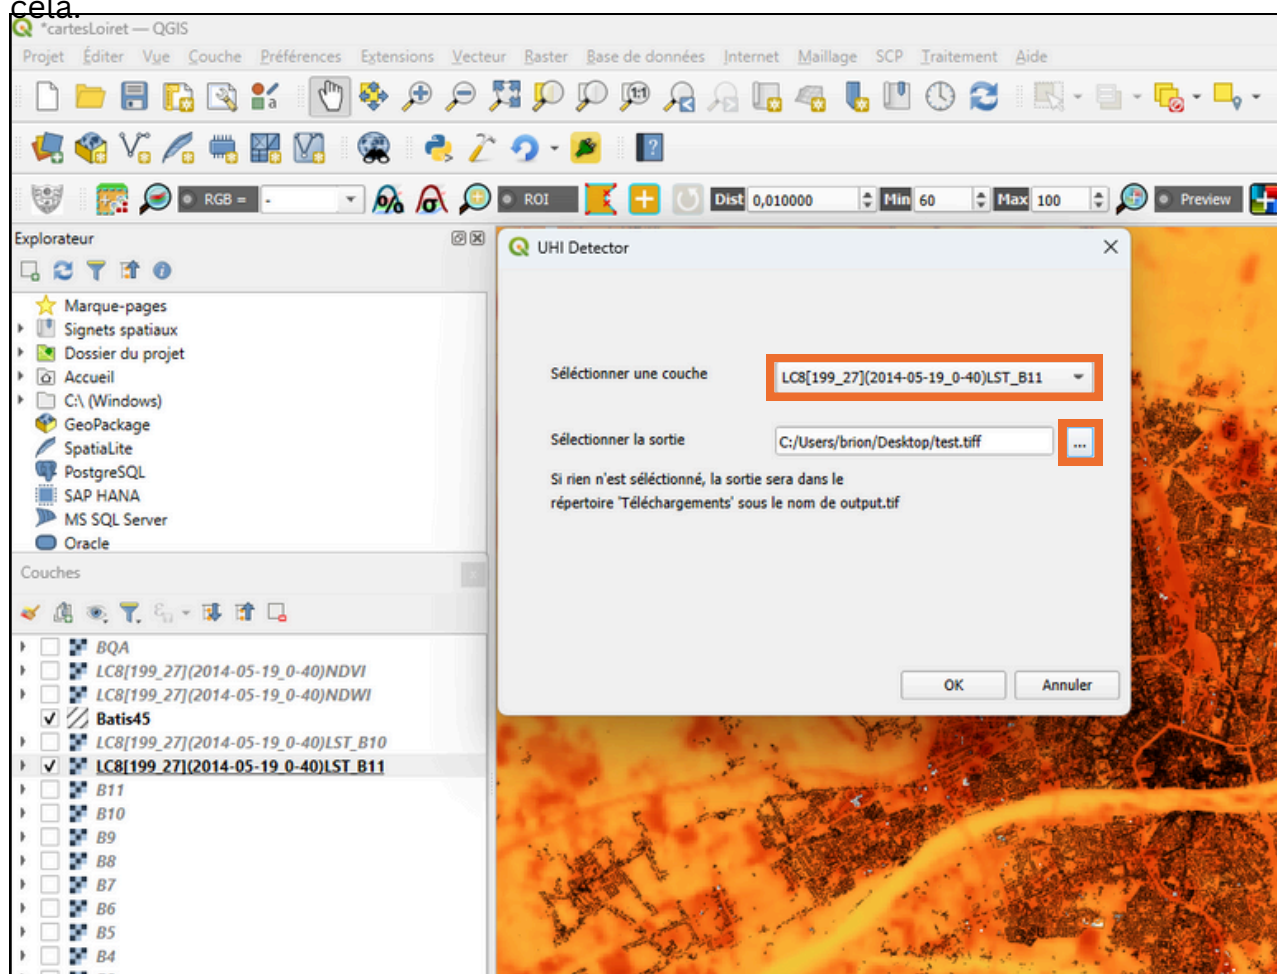 cela.
*cartesLoiret — QGIS
Projet Éditer Vue Couche Préférences Extensions Vecteur Raster Base de données Internet Maillage SCP Traitement Aide
1:1
a
RGB = - % σ ROI Dist 0,010000 Min 60 Max 100 Preview
Explorateur
Marque-pages
Signets spatiaux
Dossier du projet
Accueil
C:\ (Windows)
GeoPackage
SpatiaLite
PostgreSQL
SAP HANA
MS SQL Server
Oracle
Couches
BQA
LC8[199_27](2014-05-19_0-40)NDVI
LC8[199_27](2014-05-19_0-40)NDWI
Batis45
LC8[199_27](2014-05-19_0-40)LST_B10
LC8[199_27](2014-05-19_0-40)LST_B11
B11
B10
B9
B8
B7
B6
B5
B4
UHI Detector
Séléctionner une couche LC8[199_27](2014-05-19_0-40)LST_B11
Sélectionner la sortie C:/Users/brion/Desktop/test.tiff ...
Si rien n'est séléctionné, la sortie sera dans le
répertoire 'Téléchargements' sous le nom de output.tif
OK Annuler